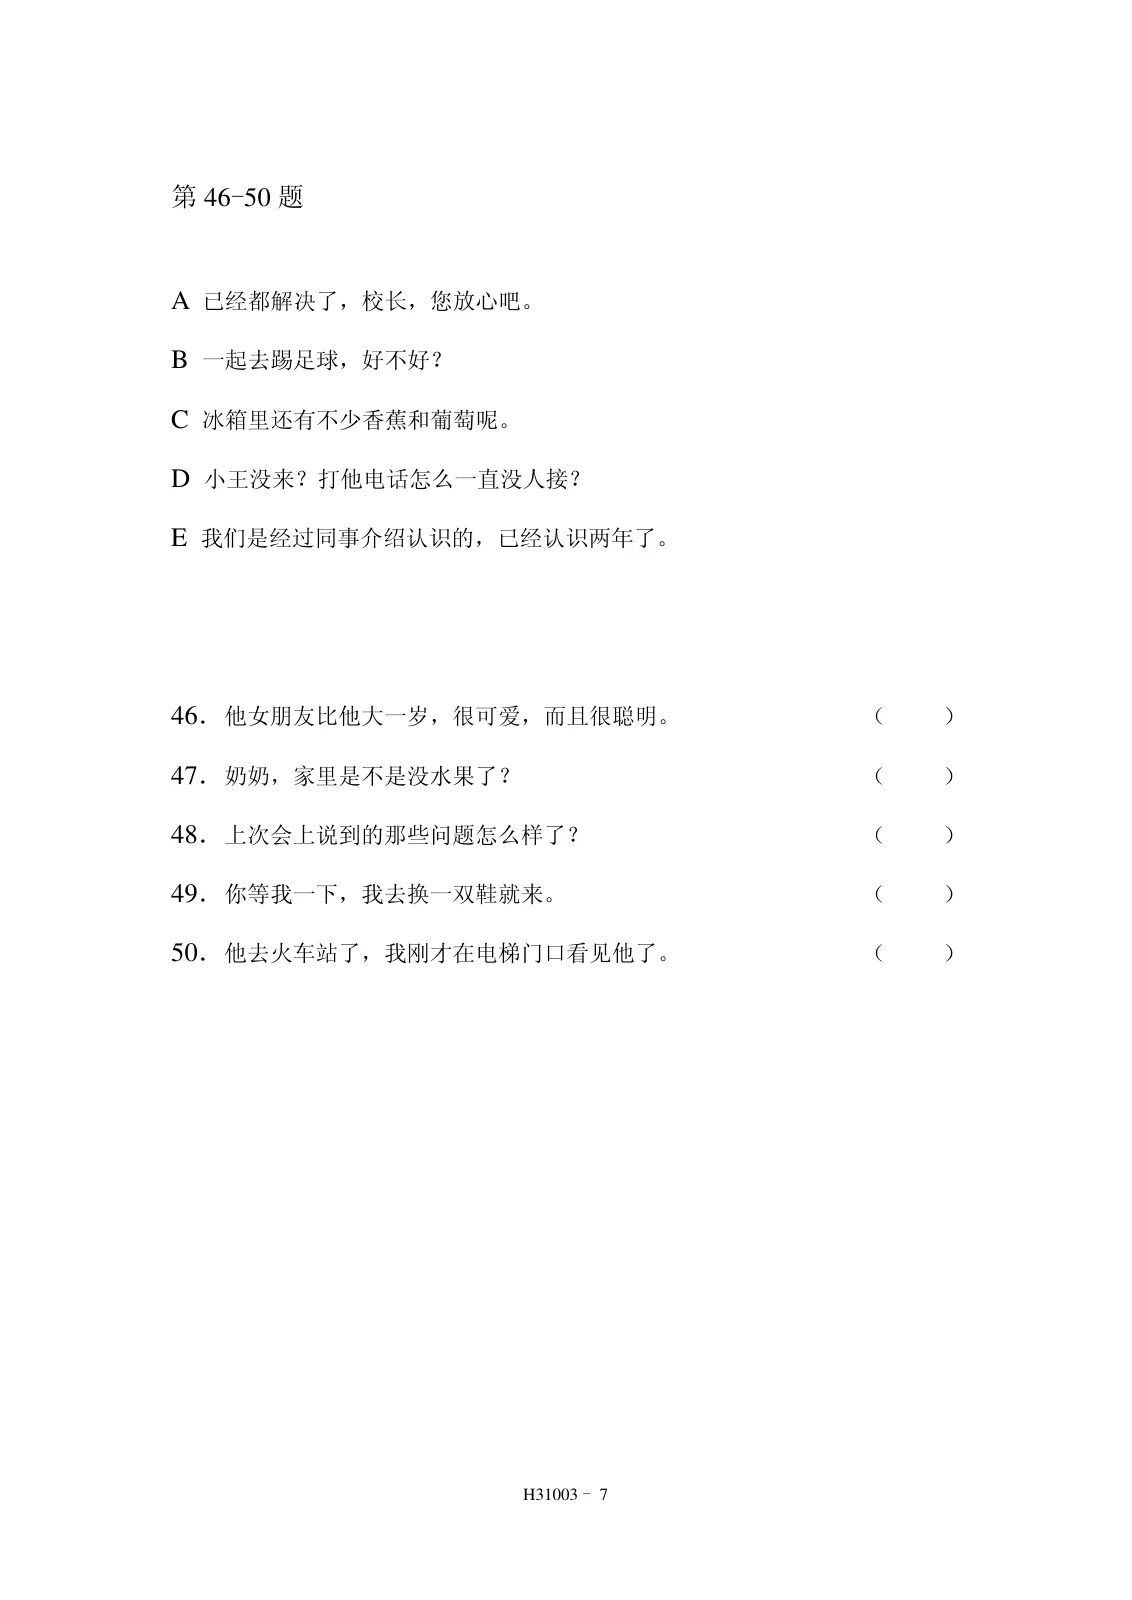 第 46-50 题
A 已经都解决了，校长，您放心吧。
B 一起去踢足球，好不好？
C 冰箱里还有不少香蕉和葡萄呢。
D 小王没来？打他电话怎么一直没人接？
E 我们是经过同事介绍认识的，已经认识两年了。
46．他女朋友比他大一岁，很可爱，而且很聪明。（ ）
47．奶奶，家里是不是没水果了？（ ）
48．上次会上说到的那些问题怎么样了？（ ）
49．你等我一下，我去换一双鞋就来。（ ）
50．他去火车站了，我刚才在电梯门口看见他了。（ ）
H31003－ 7